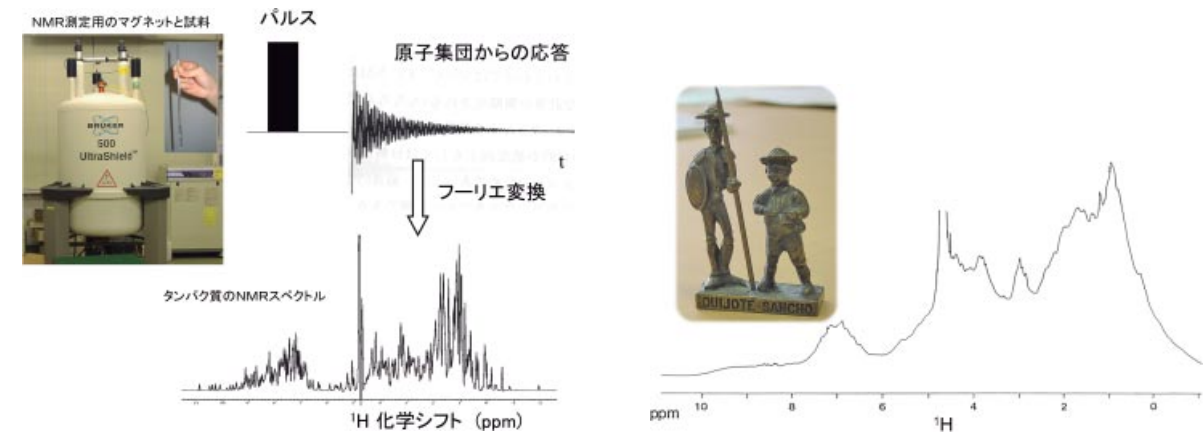 NMR測定用のマグネットと試料
BRUKER
500
UltraShield
パルス
原子集団からの応答
t
フーリエ変換
タンパク質のNMRスペクトル
¹H 化学シフト (ppm)
QUIJOTE-SANCHO
ppm 10 8 6 4 2 0
¹H